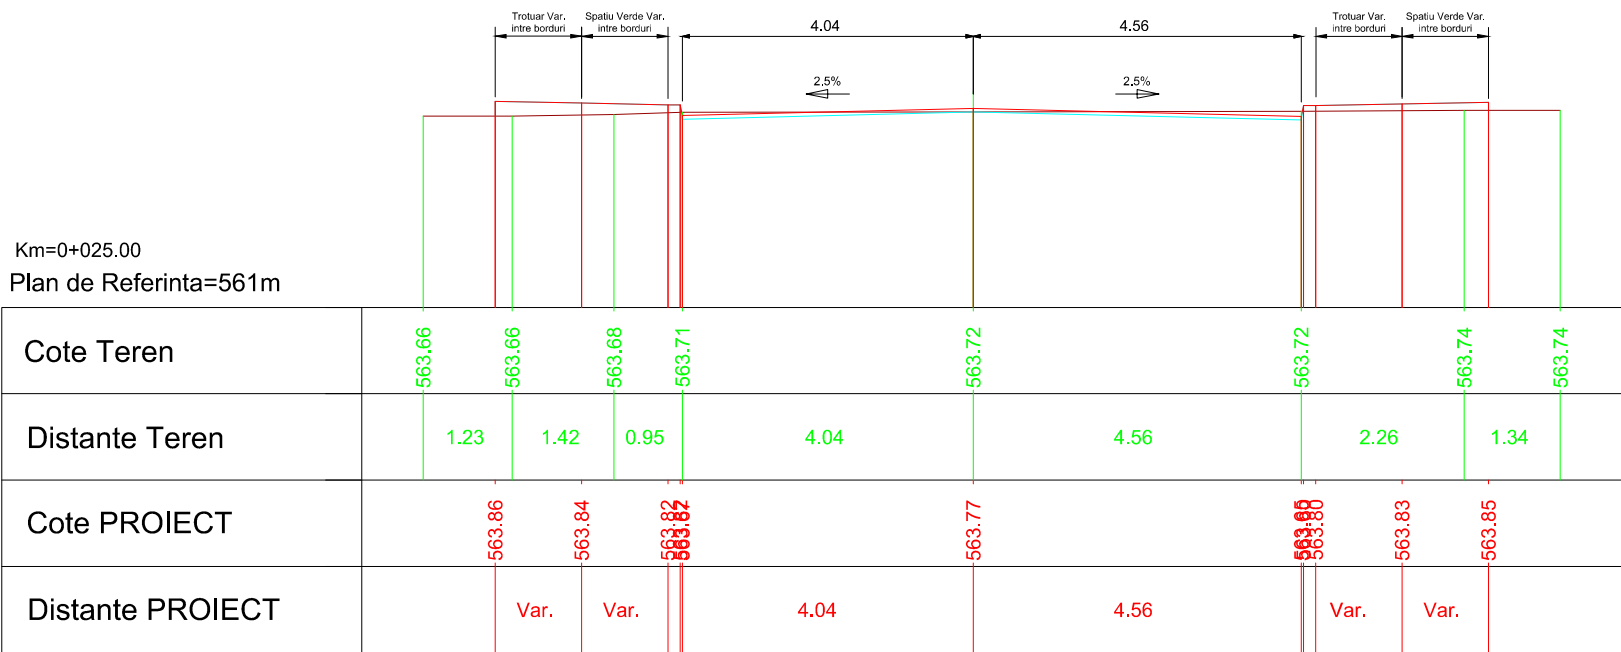 Trotuar Var.
intre borduri
Spatiu Verde Var.
intre borduri
4.04
4.56
Trotuar Var.
intre borduri
Spatiu Verde Var.
intre borduri
2.5%
2.5%
Km=0+025.00
Plan de Referinta=561m
Cote Teren
563.66
563.66
563.68
563.71
563.72
563.72
563.74
563.74
Distante Teren
1.23
1.42
0.95
4.04
4.56
2.26
1.34
Cote PROIECT
563.86
563.84
563.82
563.67
563.77
563.65
563.80
563.83
563.85
Distante PROIECT
Var.
Var.
4.04
4.56
Var.
Var.